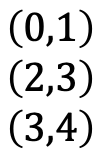 (0,1)
(2,3)
(3,4)